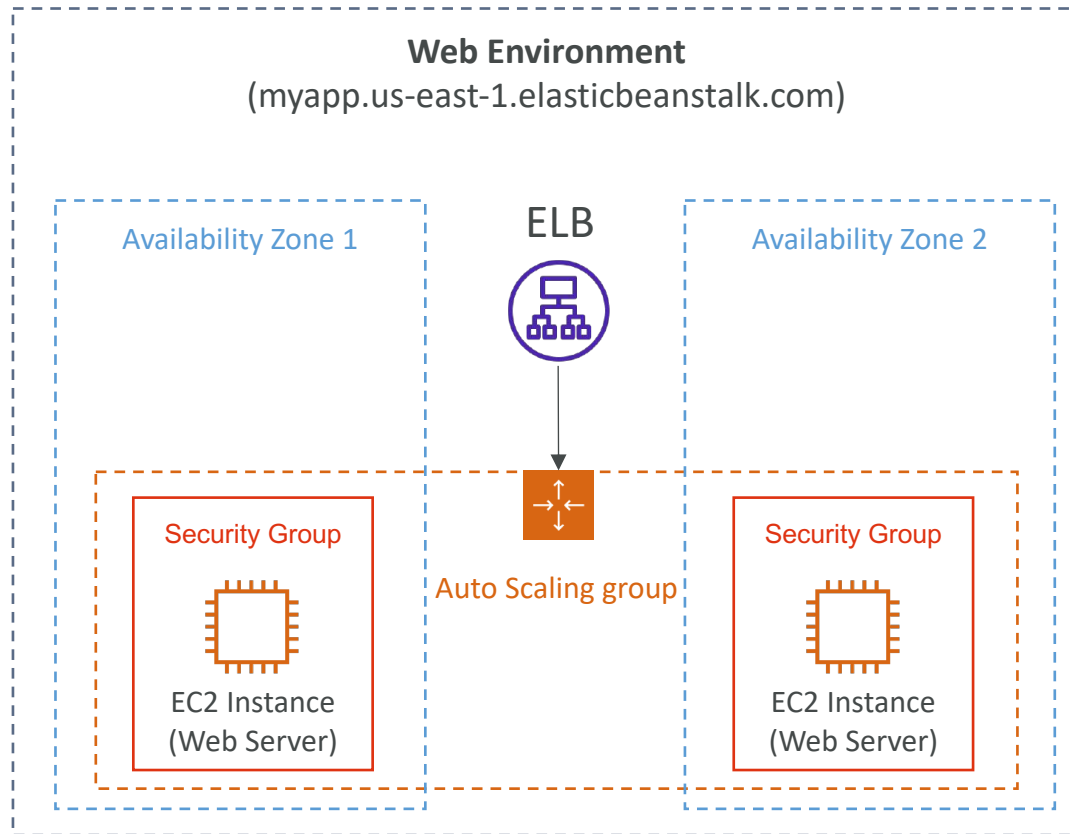 Web Environment
(myapp.us-east-1.elasticbeanstalk.com)
ELB
Availability Zone 1
Availability Zone 2
Security Group
Security Group
Auto Scaling group
EC2 Instance
(Web Server)
EC2 Instance
(Web Server)